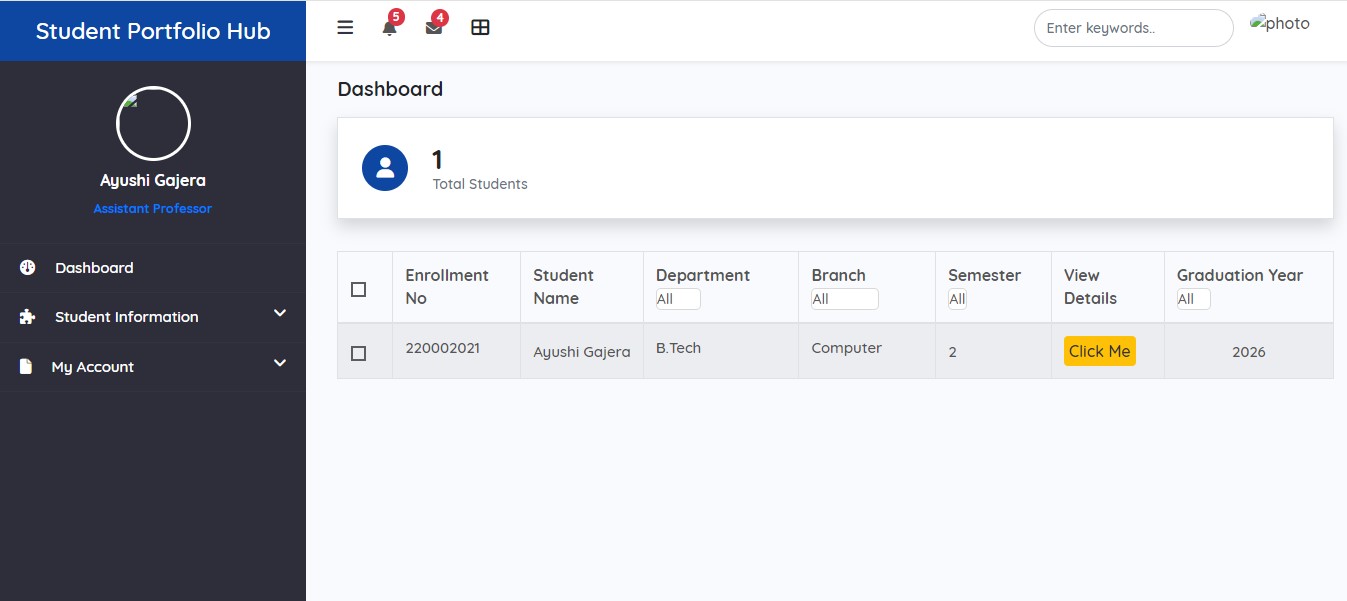 Student Portfolio Hub
5
4
Enter keywords..
photo
Ayushi Gajera
Assistant Professor
Dashboard
Student Information
My Account
Dashboard
1
Total Students
Enrollment No
Student Name
Department
All
Branch
All
Semester
All
View Details
Graduation Year
All
220002021
Ayushi Gajera
B.Tech
Computer
2
Click Me
2026